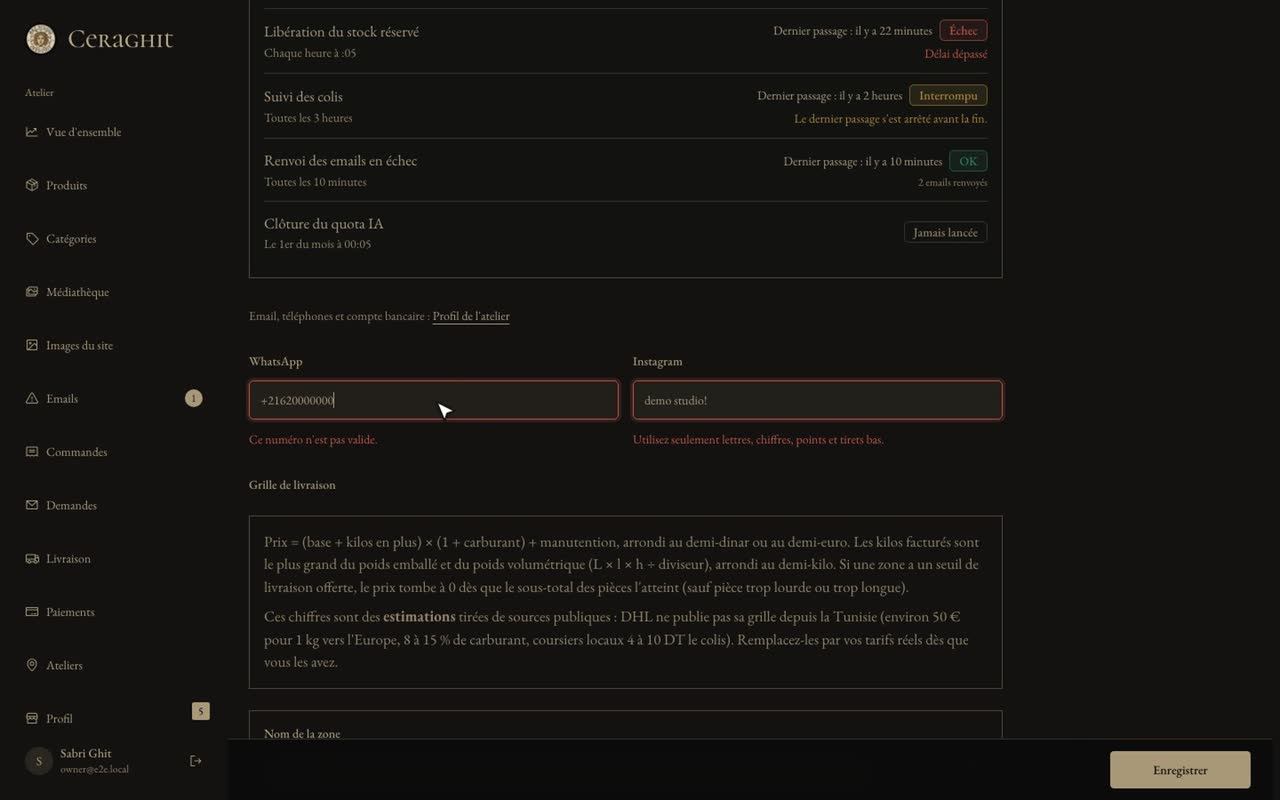 CERAGHIT
Atelier
Vue d'ensemble
Produits
Catégories
Médiathèque
Images du site
Emails
1
Commandes
Demandes
Livraison
Paiements
Ateliers
Profil
5
S
Sabri Ghit
owner@e2e.local
Libération du stock réservé
Chaque heure à :05
Dernier passage : il y a 22 minutes
Échec
Délai dépassé
Suivi des colis
Toutes les 3 heures
Dernier passage : il y a 2 heures
Interrompu
Le dernier passage s'est arrêté avant la fin.
Renvoi des emails en échec
Toutes les 10 minutes
Dernier passage : il y a 10 minutes
OK
2 emails renvoyés
Clôture du quota IA
Le 1er du mois à 00:05
Jamais lancée
Email, téléphones et compte bancaire : Profil de l'atelier
WhatsApp
+21620000000
Ce numéro n'est pas valide.
Instagram
demo studio!
Utilisez seulement lettres, chiffres, points et tirets bas.
Grille de livraison
Prix = (base + kilos en plus) × (1 + carburant) + manutention, arrondi au demi-dinar ou au demi-euro. Les kilos facturés sont
le plus grand du poids emballé et du poids volumétrique (L × l × h ÷ diviseur), arrondi au demi-kilo. Si une zone a un seuil de
livraison offerte, le prix tombe à 0 dès que le sous-total des pièces l'atteint (sauf pièce trop lourde ou trop longue).
Ces chiffres sont des estimations tirées de sources publiques : DHL ne publie pas sa grille depuis la Tunisie (environ 50 €
pour 1 kg vers l'Europe, 8 à 15 % de carburant, coursiers locaux 4 à 10 DT le colis). Remplacez-les par vos tarifs réels dès que
vous les avez.
Nom de la zone
Enregistrer